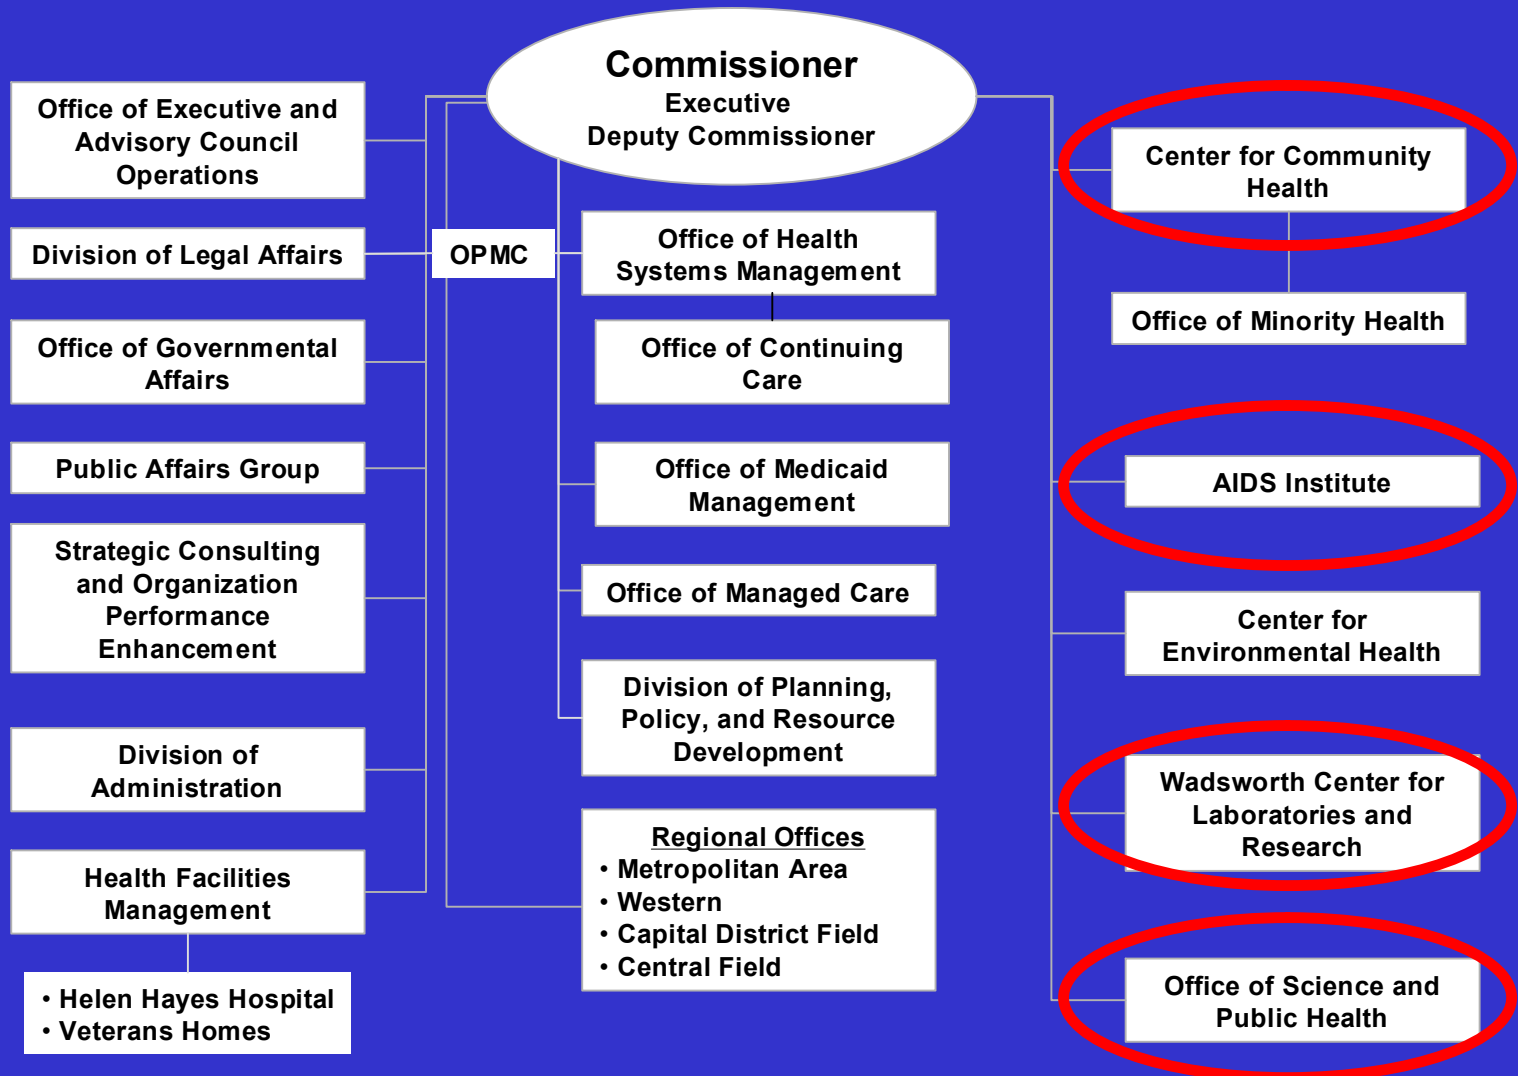 Commissioner
Executive
Deputy Commissioner
Office of Executive and
Advisory Council
Operations
Division of Legal Affairs
Office of Governmental
Affairs
Public Affairs Group
Strategic Consulting
and Organization
Performance
Enhancement
Division of
Administration
Health Facilities
Management
• Helen Hayes Hospital
• Veterans Homes
OPMC
Office of Health
Systems Management
Office of Continuing
Care
Office of Medicaid
Management
Office of Managed Care
Division of Planning,
Policy, and Resource
Development
Regional Offices
• Metropolitan Area
• Western
• Capital District Field
• Central Field
Center for Community
Health
Office of Minority Health
AIDS Institute
Center for
Environmental Health
Wadsworth Center for
Laboratories and
Research
Office of Science and
Public Health